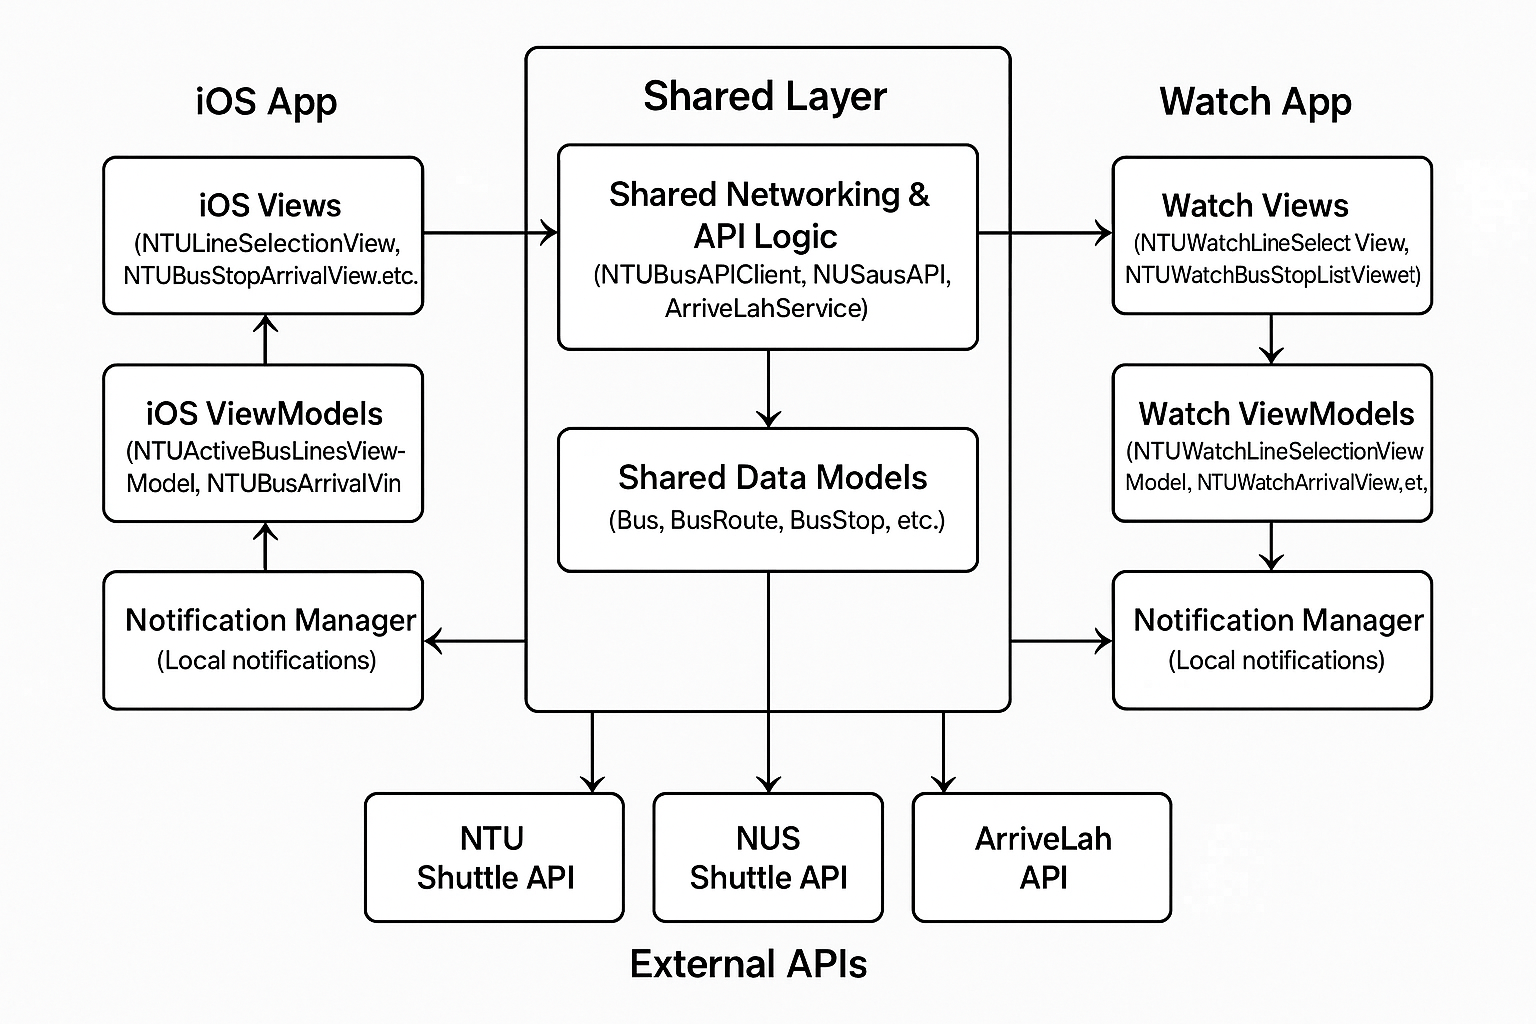 iOS App
iOS Views
(NTULineSelectionView,
NTUBusStopArrivalView.etc.
iOS ViewModels
(NTUActiveBusLinesView-
Model, NTUBusArrivalVin
Notification Manager
(Local notifications)
Shared Layer
Shared Networking &
API Logic
(NTUBusAPIClient, NUSausAPI,
ArriveLahService)
Shared Data Models
(Bus, BusRoute, BusStop, etc.)
Watch App
Watch Views
(NTUWatchLineSelect View,
NTUWatchBusStopListViewet)
Watch ViewModels
(NTUWatchLineSelectionView
Model, NTUWatchArrivalView,et,
Notification Manager
(Local notifications)
NTU
Shuttle API
NUS
Shuttle API
ArriveLah
API
External APIs